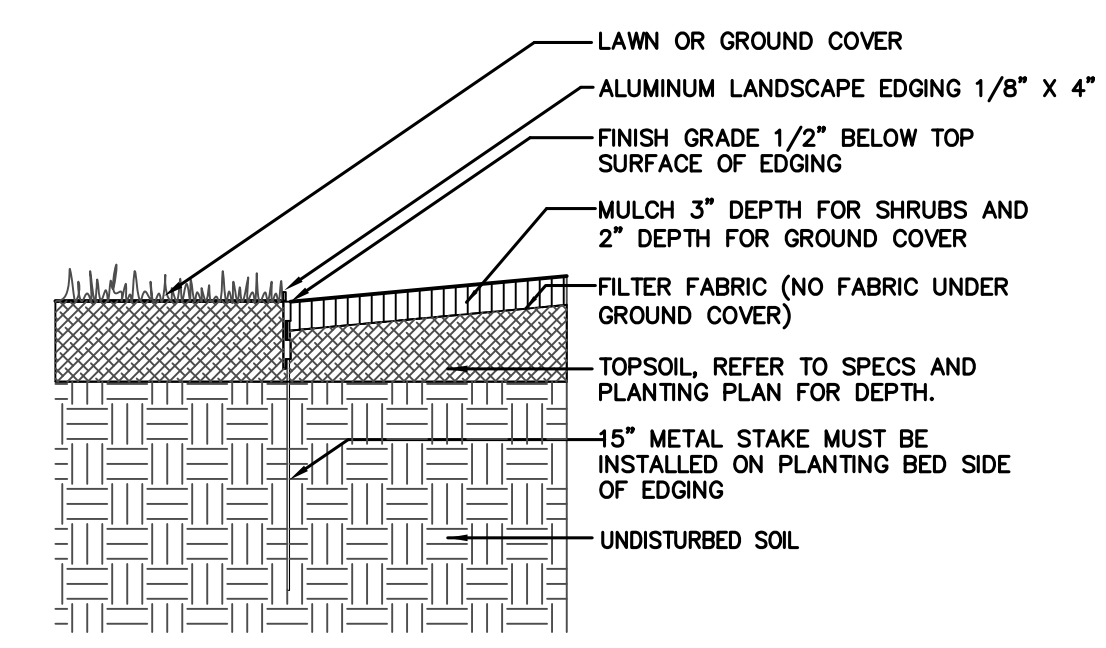 LAWN OR GROUND COVER
ALUMINUM LANDSCAPE EDGING 1/8” X 4”
FINISH GRADE 1/2” BELOW TOP
SURFACE OF EDGING
MULCH 3” DEPTH FOR SHRUBS AND
2” DEPTH FOR GROUND COVER
FILTER FABRIC (NO FABRIC UNDER
GROUND COVER)
TOPSOIL, REFER TO SPECS AND
PLANTING PLAN FOR DEPTH.
15” METAL STAKE MUST BE
INSTALLED ON PLANTING BED SIDE
OF EDGING
UNDISTURBED SOIL